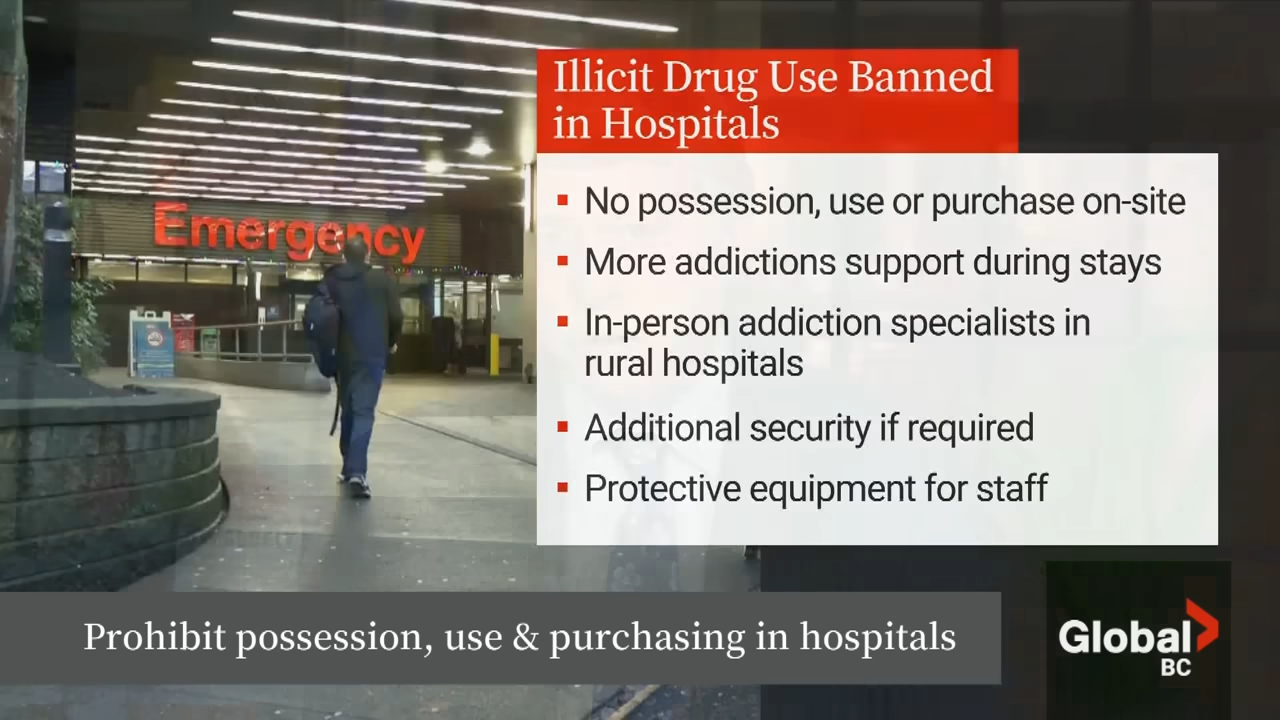 Emergency
Illicit Drug Use Banned
in Hospitals
▪ No possession, use or purchase on-site
▪ More addictions support during stays
▪ In-person addiction specialists in
rural hospitals
▪ Additional security if required
▪ Protective equipment for staff
Prohibit possession, use & purchasing in hospitals
Global
BC